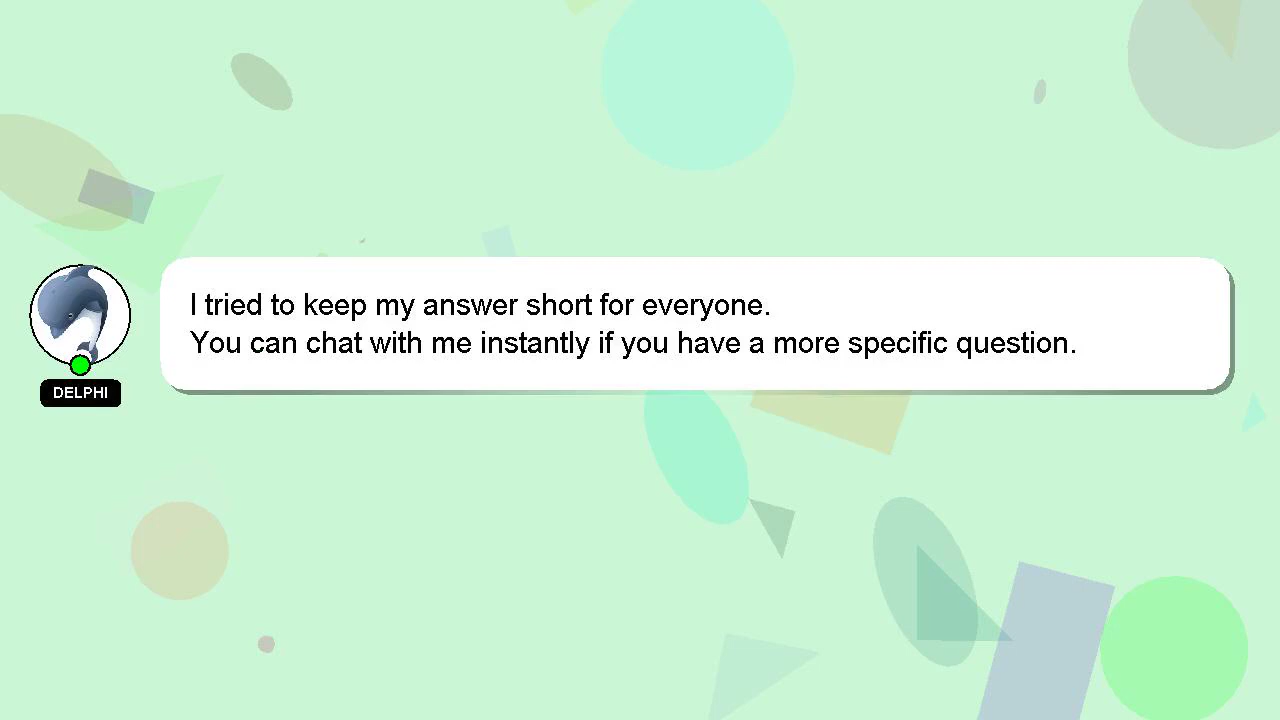 I tried to keep my answer short for everyone.
You can chat with me instantly if you have a more specific question.
DELPHI